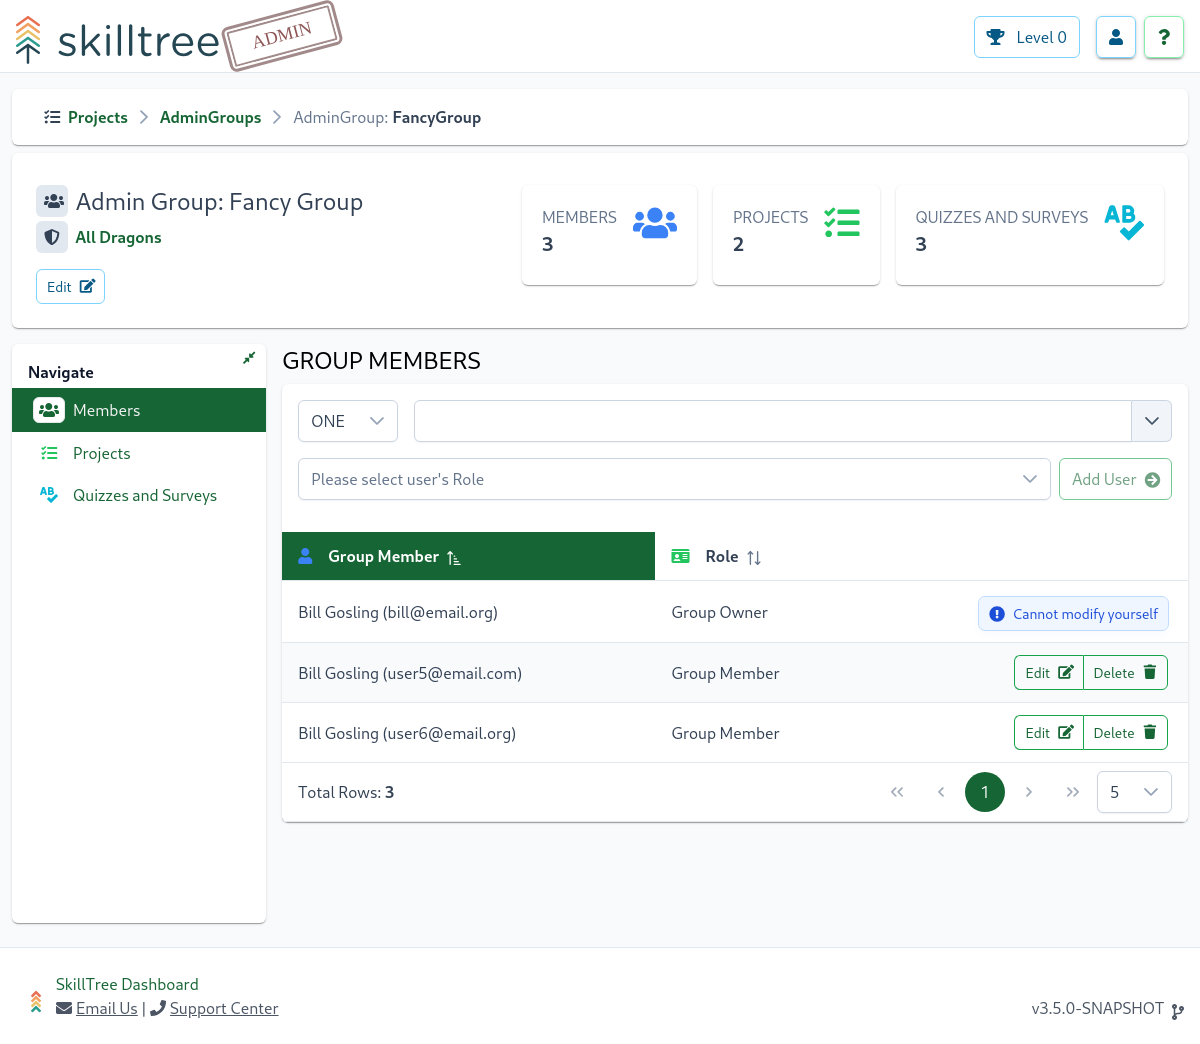 skilltree ADMIN
Level 0 ?
Projects AdminGroups AdminGroup: FancyGroup
Admin Group: Fancy Group
All Dragons
Edit
MEMBERS
3
PROJECTS
2
QUIZZES AND SURVEYS
3
Navigate
Members
Projects
Quizzes and Surveys
GROUP MEMBERS
ONE
Please select user's Role
Add User
Group Member Role
Bill Gosling (bill@email.org) Group Owner Cannot modify yourself
Bill Gosling (user5@email.com) Group Member Edit Delete
Bill Gosling (user6@email.org) Group Member Edit Delete
Total Rows: 3 1 5
SkillTree Dashboard
Email Us | Support Center
v3.5.0-SNAPSHOT